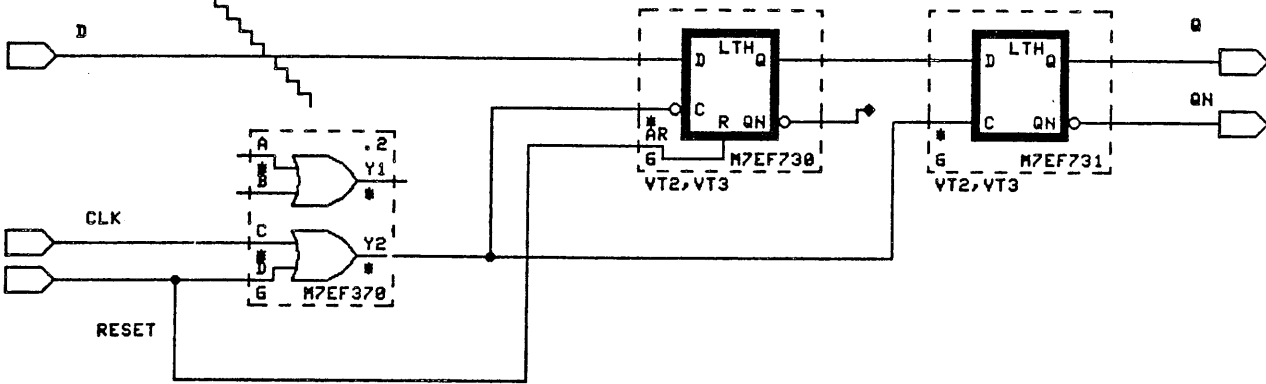 D
Q
LTH
D Q
C
R QN
*
AR
G
M7EF730
VT2,VT3
LTH
D Q
C QN
*
G
M7EF731
VT2,VT3
QN
A .2
*
B
Y1
*
CLK
C
*
D
G
Y2
*
M7EF370
RESET